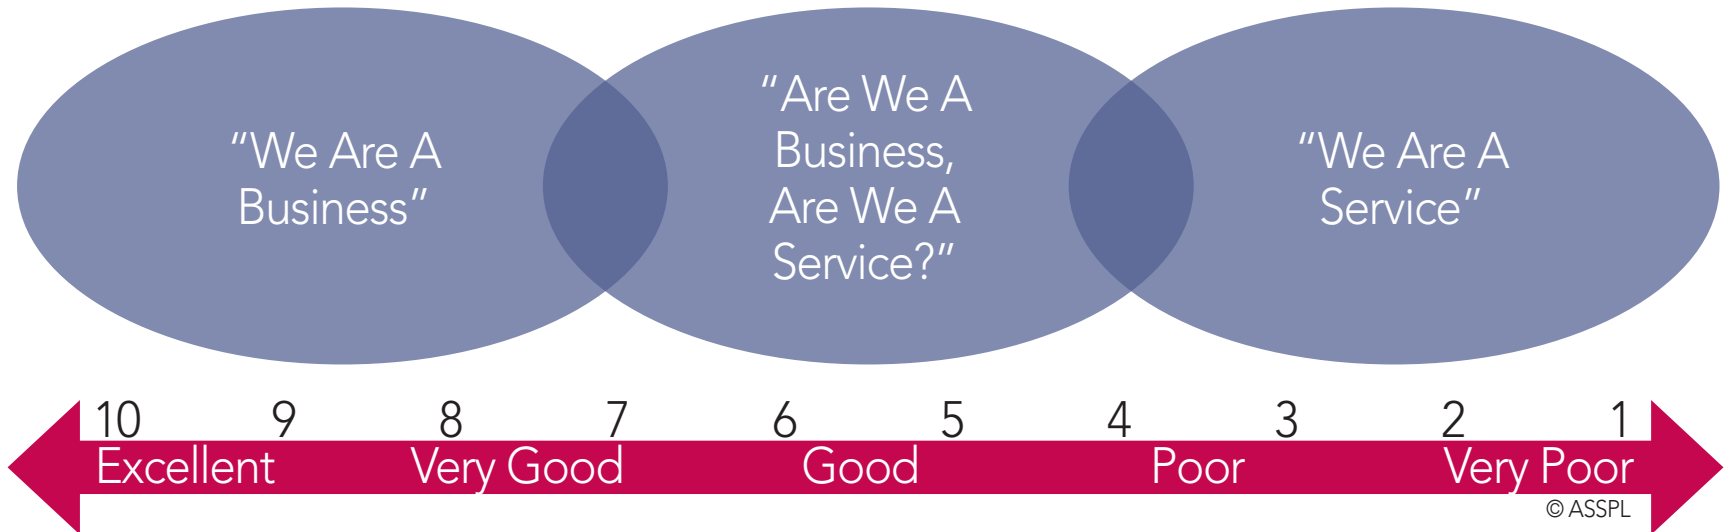 “We Are A
Business”
“Are We A
Business,
Are We A
Service?”
“We Are A
Service”
10 9 8 7 6 5 4 3 2 1
Excellent Very Good Good Poor Very Poor
© ASSPL